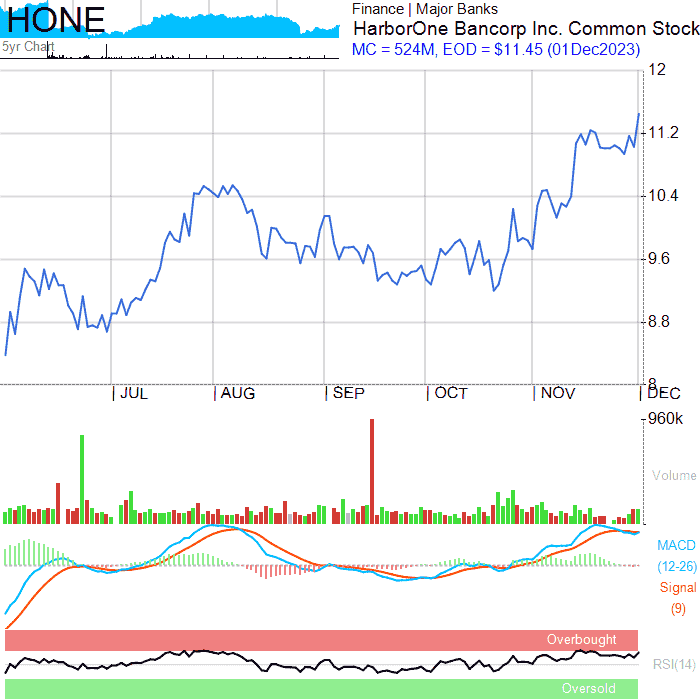 HONE
5yr Chart
Finance | Major Banks
HarborOne Bancorp Inc. Common Stock
MC = 524M, EOD = $11.45 (01Dec2023)
12
11.2
10.4
9.6
8.8
8
| JUL | AUG | SEP | OCT | NOV | DEC
960k
Volume
MACD
(12-26)
Signal
(9)
Overbought
RSI(14)
Oversold